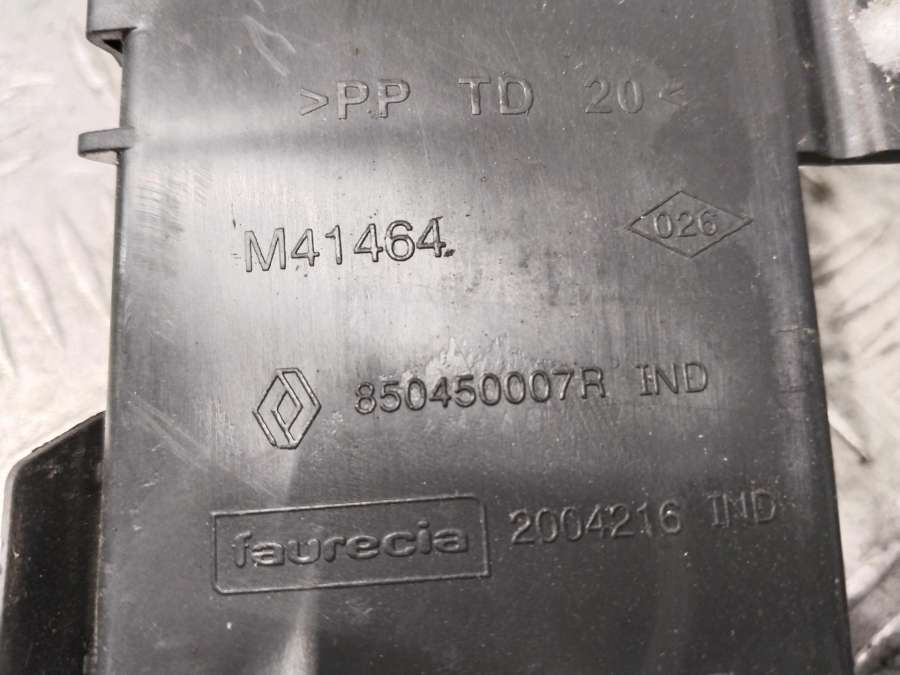 >PP TD 20<
M41464
026
850450007R IND
faurecia 2004216 IND